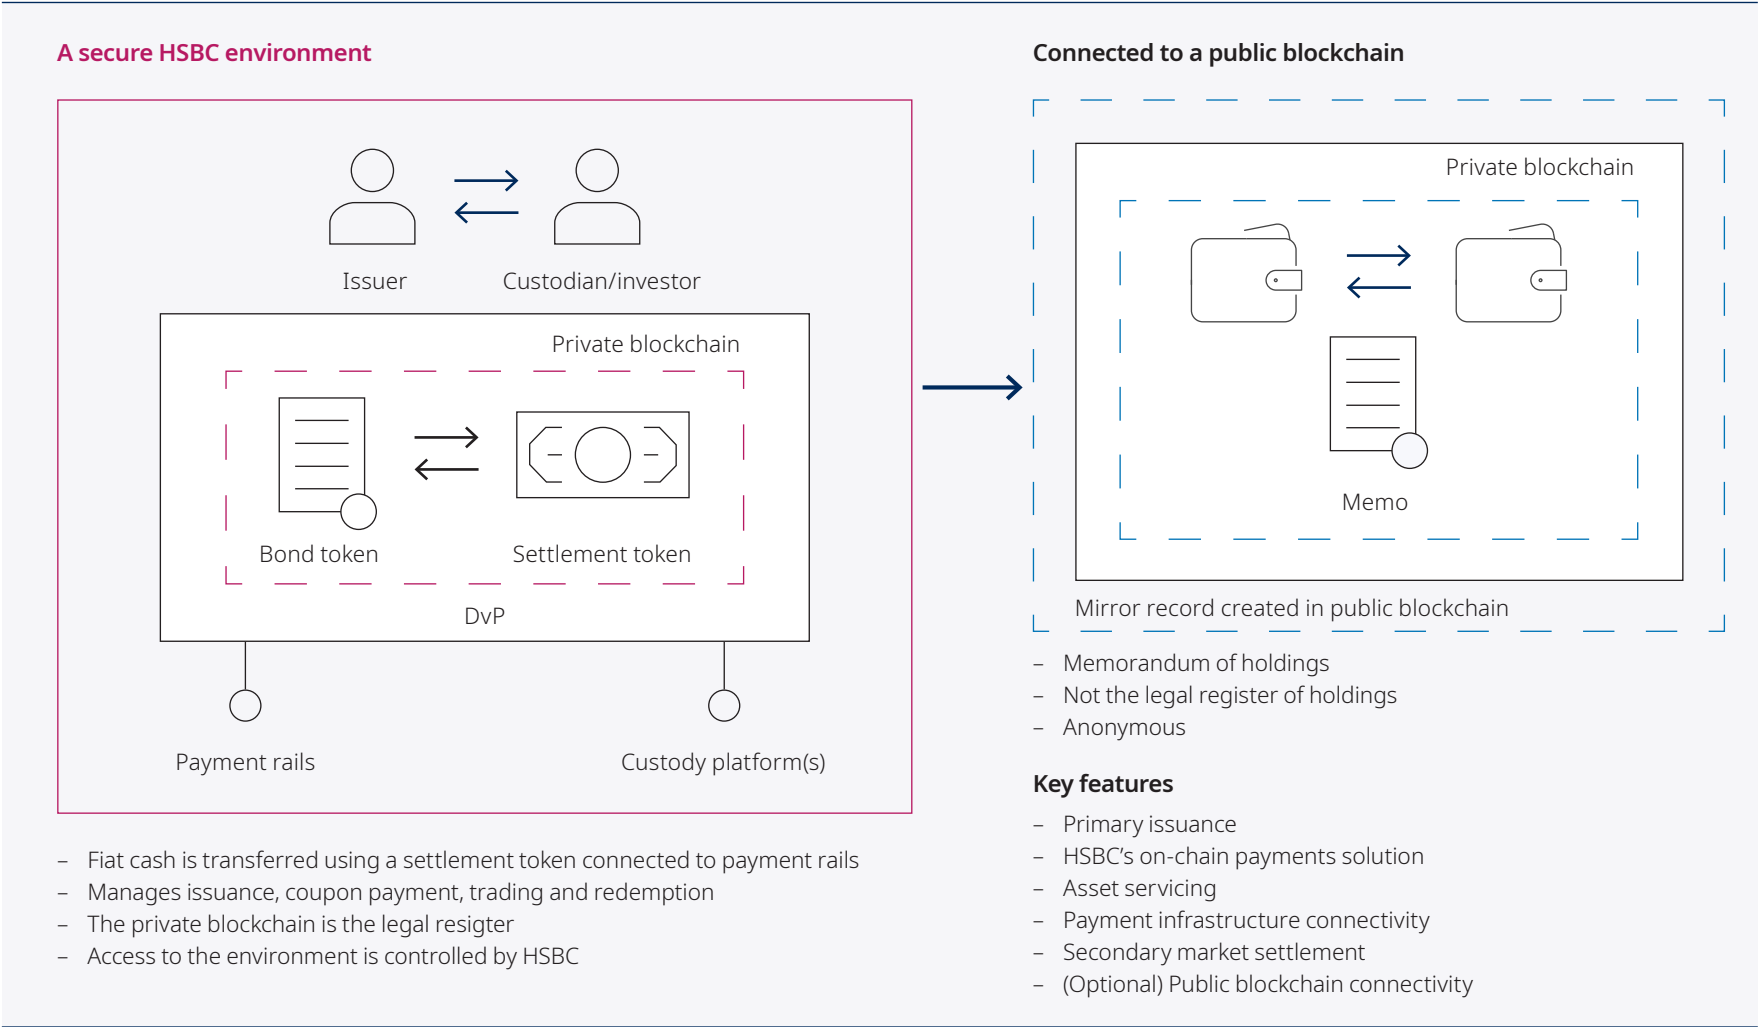 A secure HSBC environment
Issuer
Custodian/investor
Private blockchain
Bond token
Settlement token
DvP
Payment rails
Custody platform(s)
– Fiat cash is transferred using a settlement token connected to payment rails
– Manages issuance, coupon payment, trading and redemption
– The private blockchain is the legal resigter
– Access to the environment is controlled by HSBC
Connected to a public blockchain
Private blockchain
Memo
Mirror record created in public blockchain
– Memorandum of holdings
– Not the legal register of holdings
– Anonymous
Key features
– Primary issuance
– HSBC’s on-chain payments solution
– Asset servicing
– Payment infrastructure connectivity
– Secondary market settlement
– (Optional) Public blockchain connectivity